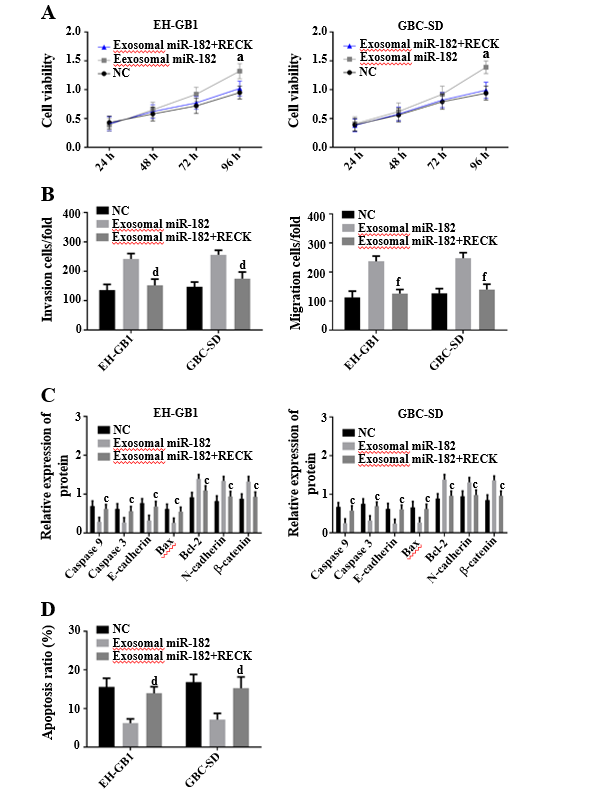 A
EH-GB1
Cell viability
2.0
1.5
1.0
0.5
0.0
Exosomal miR-182+RECK
Eexosomal miR-182
NC
a
24 h
48 h
72 h
96 h
GBC-SD
Cell viability
2.0
1.5
1.0
0.5
0.0
Exosomal miR-182+RECK
Exosomal miR-182
NC
a
24 h
48 h
72 h
96 h
B
Invasion cells/fold
400
300
200
100
0
NC
Exosomal miR-182
Exosomal miR-182+RECK
d
d
EH-GB1
GBC-SD
Migration cells/fold
400
300
200
100
0
NC
Exosomal miR-182
Exosomal miR-182+RECK
f
f
EH-GB1
GBC-SD
C
EH-GB1
Relative expression of
protein
3
2
1
0
NC
Exosomal miR-182
Exosomal miR-182+RECK
c
c
c
c
c
c
c
Caspase 9
Caspase 3
E-cadherin
Bax
Bcl-2
N-cadherin
β-catenin
GBC-SD
Relative expression of
protein
3
2
1
0
NC
Exosomal miR-182
Exosomal miR-182+RECK
c
c
c
c
c
c
c
Caspase 9
Caspase 3
E-cadherin
Bax
Bcl-2
N-cadherin
β-catenin
D
Apoptosis ratio (%)
30
20
10
0
NC
Exosomal miR-182
Exosomal miR-182+RECK
d
d
EH-GB1
GBC-SD